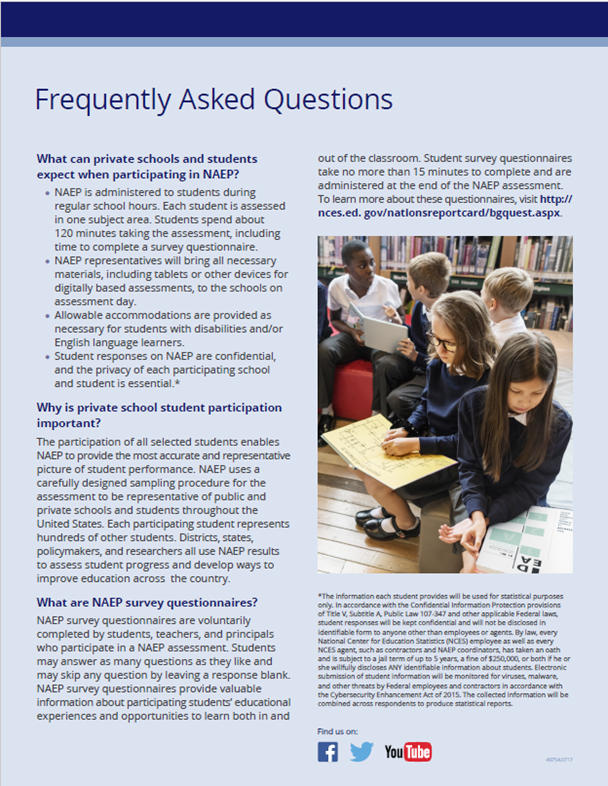 Frequently Asked Questions
What can private schools and students
expect when participating in NAEP?
• NAEP is administered to students during
regular school hours. Each student is assessed
in one subject area. Students spend about
120 minutes taking the assessment, including
time to complete a survey questionnaire.
• NAEP representatives will bring all necessary
materials, including tablets or other devices for
digitally based assessments, to the schools on
assessment day.
• Allowable accommodations are provided as
necessary for students with disabilities and/or
English language learners.
• Student responses on NAEP are confidential,
and the privacy of each participating school
and student is essential.*
Why is private school student participation
important?
The participation of all selected students enables
NAEP to provide the most accurate and representative
picture of student performance. NAEP uses a
carefully designed sampling procedure for the
assessment to be representative of public and
private schools and students throughout the
United States. Each participating student represents
hundreds of other students. Districts, states,
policymakers, and researchers all use NAEP results
to assess student progress and develop ways to
improve education across the country.
What are NAEP survey questionnaires?
NAEP survey questionnaires are voluntarily
completed by students, teachers, and principals
who participate in a NAEP assessment. Students
may answer as many questions as they like and
may skip any question by leaving a response blank.
NAEP survey questionnaires provide valuable
information about participating students' educational
experiences and opportunities to learn both in and
out of the classroom. Student survey questionnaires
take no more than 15 minutes to complete and are
administered at the end of the NAEP assessment.
To learn more about these questionnaires, visit http://
nces.ed. gov/nationsreportcard/bgquest.aspx.
*The information each student provides will be used for statistical purposes
only. In accordance with the Confidential Information Protection provisions
of Title V, Subtitle A, Public Law 107-347 and other applicable Federal laws,
student responses will be kept confidential and will not be disclosed in
identifiable form to anyone other than employees or agents. By law, every
National Center for Education Statistics (NCES) employee as well as every
NCES agent, such as contractors and NAEP coordinators, has taken an oath
and is subject to a jail term of up to 5 years, a fine of $250,000, or both if he or
she willfully discloses ANY identifiable information about students. Electronic
submission of student information will be monitored for viruses, malware,
and other threats by Federal employees and contractors in accordance with
the Cybersecurity Enhancement Act of 2015. The collected information will be
combined across respondents to produce statistical reports.
Find us on:
f
YouTube